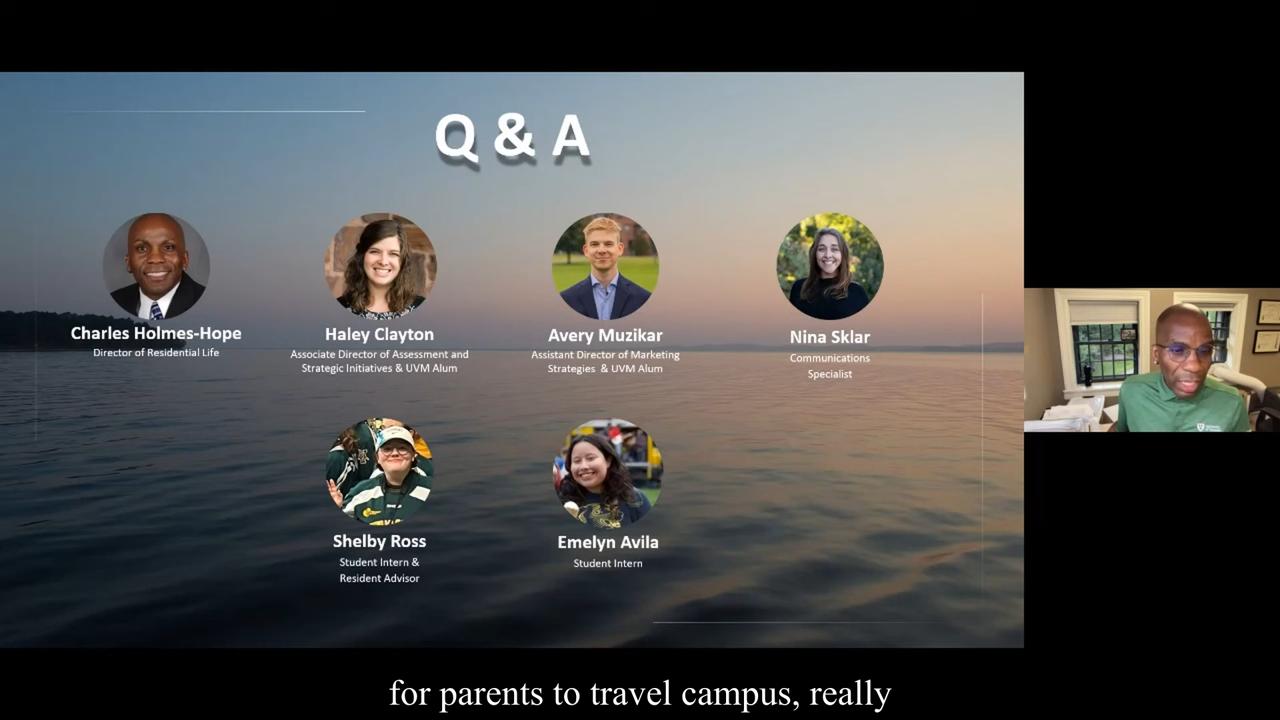 Q & A
Charles Holmes-Hope
Director of Residential Life
Haley Clayton
Associate Director of Assessment and
Strategic Initiatives & UVM Alum
Avery Muzikar
Assistant Director of Marketing
Strategies & UVM Alum
Nina Sklar
Communications
Specialist
Shelby Ross
Student Intern &
Resident Advisor
Emelyn Avila
Student Intern
for parents to travel campus, really